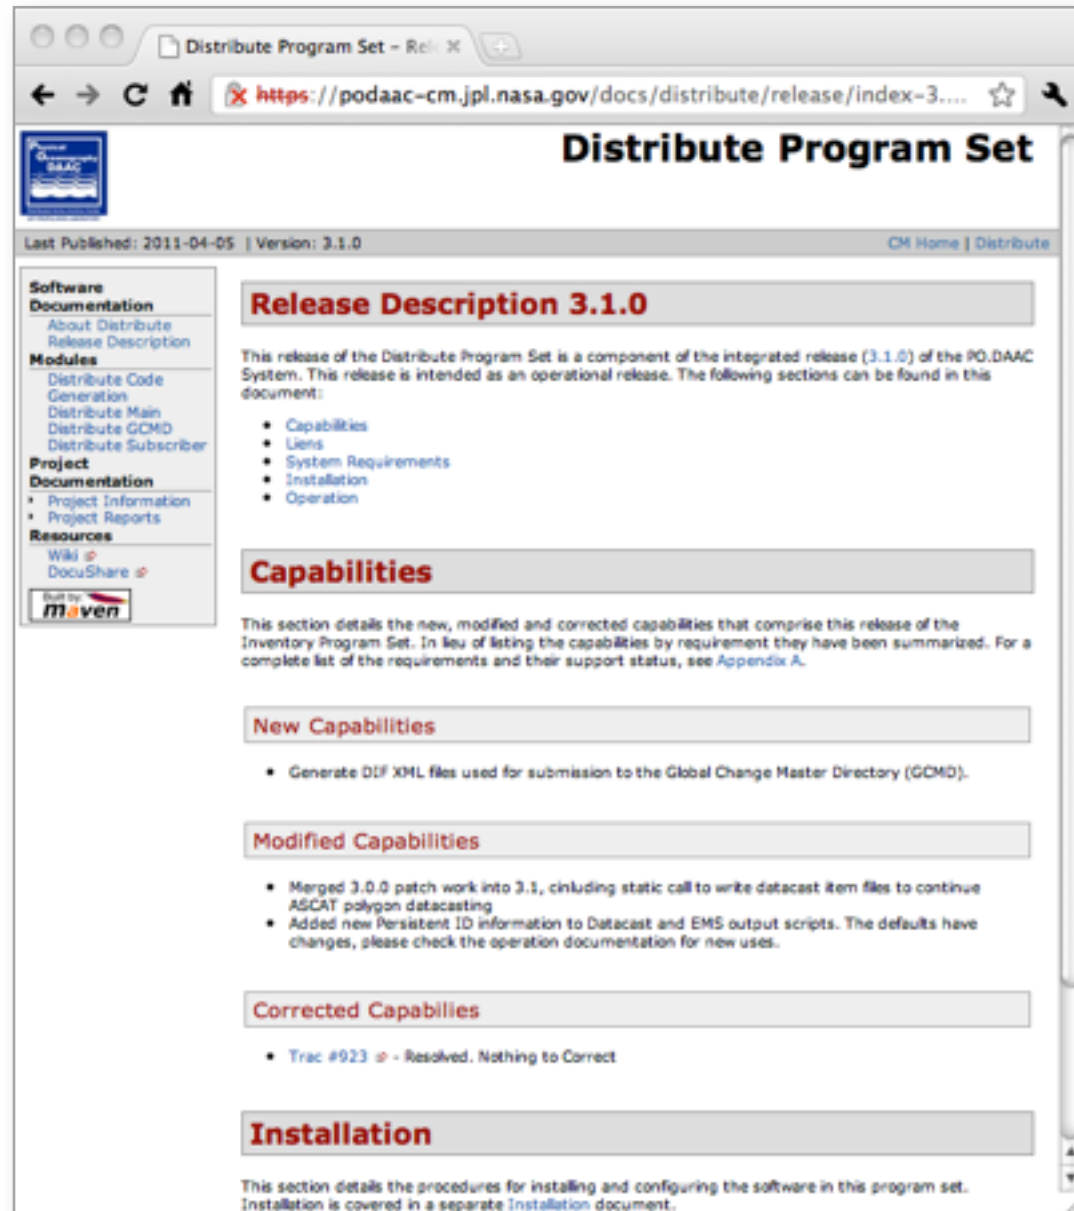 Distribute Program Set – Rel
https://podaac-cm.jpl.nasa.gov/docs/distribute/release/index-3....
Physical
Oceanography
DAAC
Distribute Program Set
Last Published: 2011-04-05 | Version: 3.1.0
CM Home | Distribute
Software
Documentation
About Distribute
Release Description
Modules
Distribute Code
Generation
Distribute Main
Distribute GCMD
Distribute Subscriber
Project
Documentation
Project Information
Project Reports
Resources
Wiki
DocuShare
Built by:
maven
Release Description 3.1.0
This release of the Distribute Program Set is a component of the integrated release (3.1.0) of the PO.DAAC
System. This release is intended as an operational release. The following sections can be found in this
document:
• Capabilities
• Liens
• System Requirements
• Installation
• Operation
Capabilities
This section details the new, modified and corrected capabilities that comprise this release of the
Inventory Program Set. In lieu of listing the capabilities by requirement they have been summarized. For a
complete list of the requirements and their support status, see Appendix A.
New Capabilities
• Generate DIF XML files used for submission to the Global Change Master Directory (GCMD).
Modified Capabilities
• Merged 3.0.0 patch work into 3.1, cinluding static call to write datacast item files to continue
ASCAT polygon datacasting
• Added new Persistent ID information to Datacast and EMS output scripts. The defaults have
changes, please check the operation documentation for new uses.
Corrected Capabilies
• Trac #923 - Resolved. Nothing to Correct
Installation
This section details the procedures for installing and configuring the software in this program set.
Installation is covered in a separate Installation document.